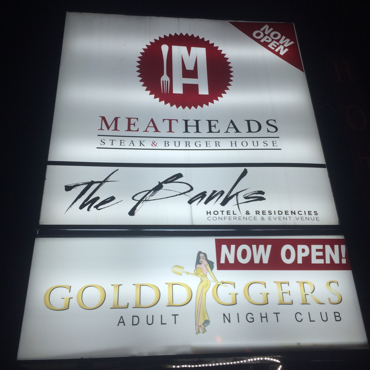 NOW OPEN
MH
MEATHEADS
STEAK & BURGER HOUSE
The Banks
HOTEL & RESIDENCIES
CONFERENCE & EVENT VENUE
NOW OPEN!
GOLDDIGGERS
ADULT NIGHT CLUB